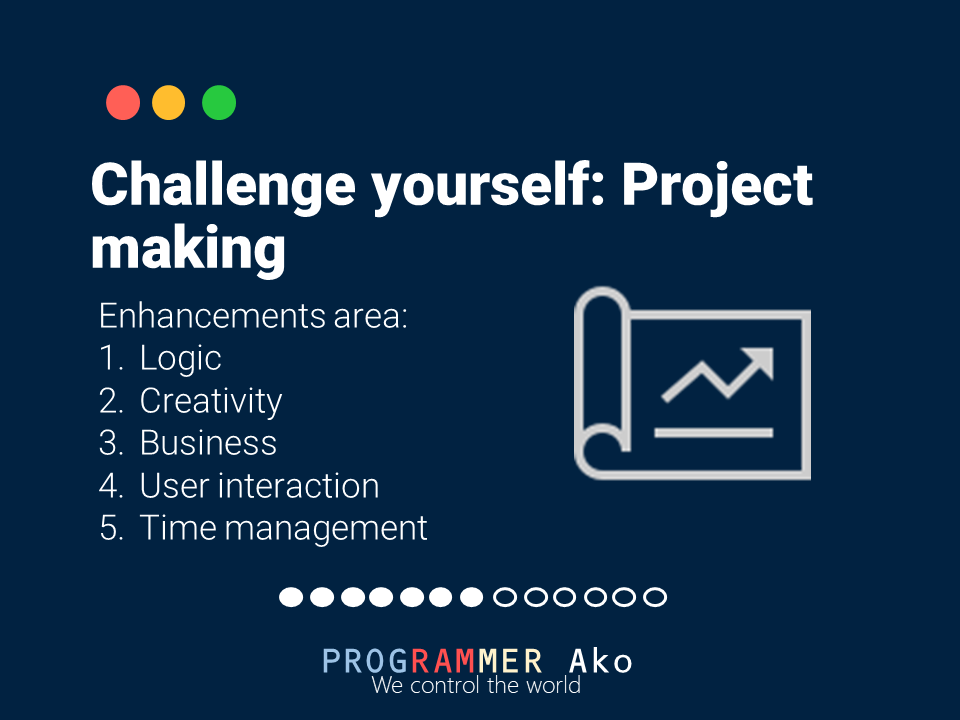 Challenge yourself: Project
making
Enhancements area:
1. Logic
2. Creativity
3. Business
4. User interaction
5. Time management
PROGRAMMER Ako
We control the world